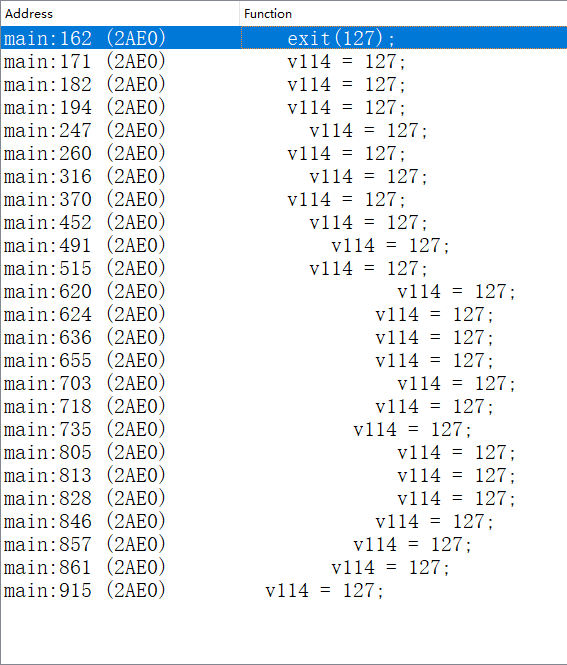 Address Function
main:162 (2AE0) exit(127);
main:171 (2AE0) v114 = 127;
main:182 (2AE0) v114 = 127;
main:194 (2AE0) v114 = 127;
main:247 (2AE0) v114 = 127;
main:260 (2AE0) v114 = 127;
main:316 (2AE0) v114 = 127;
main:370 (2AE0) v114 = 127;
main:452 (2AE0) v114 = 127;
main:491 (2AE0) v114 = 127;
main:515 (2AE0) v114 = 127;
main:620 (2AE0) v114 = 127;
main:624 (2AE0) v114 = 127;
main:636 (2AE0) v114 = 127;
main:655 (2AE0) v114 = 127;
main:703 (2AE0) v114 = 127;
main:718 (2AE0) v114 = 127;
main:735 (2AE0) v114 = 127;
main:805 (2AE0) v114 = 127;
main:813 (2AE0) v114 = 127;
main:828 (2AE0) v114 = 127;
main:846 (2AE0) v114 = 127;
main:857 (2AE0) v114 = 127;
main:861 (2AE0) v114 = 127;
main:915 (2AE0) v114 = 127;